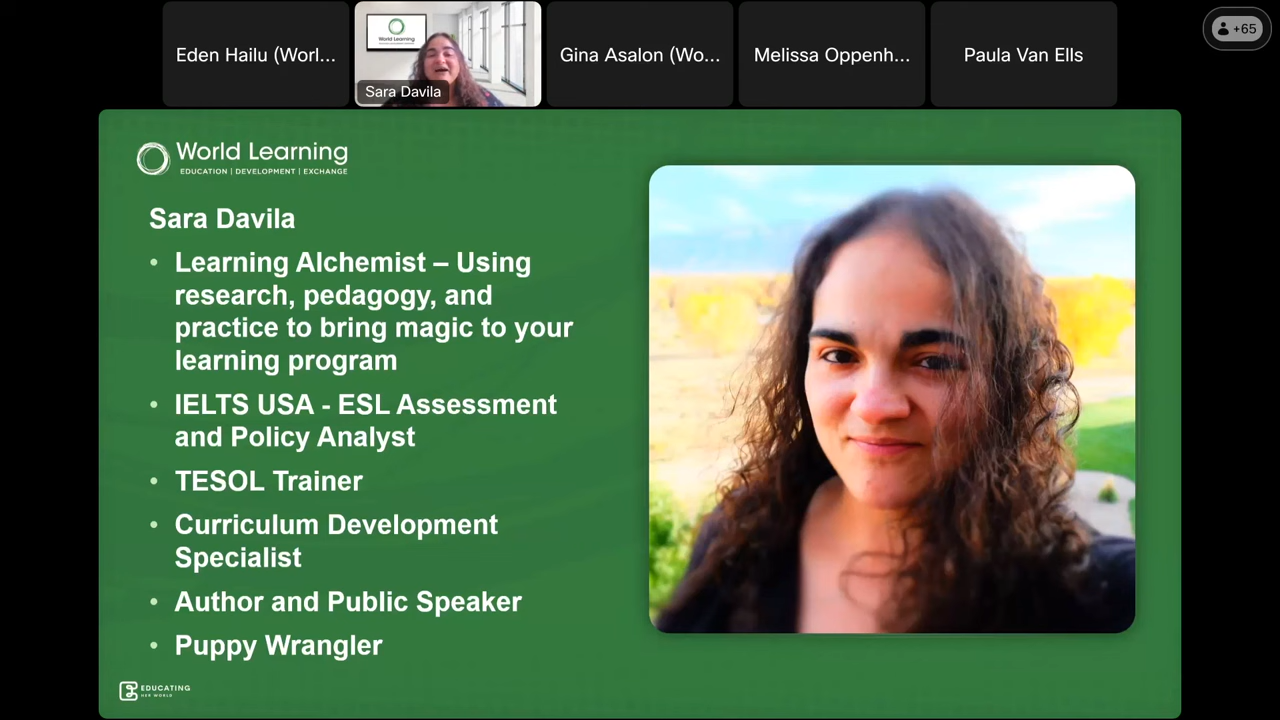 Eden Hailu (Worl...
World Learning
Sara Davila
Gina Asalon (Wo...
Melissa Oppenh...
Paula Van Ells
+65
World Learning
EDUCATION | DEVELOPMENT | EXCHANGE
Sara Davila
• Learning Alchemist – Using
research, pedagogy, and
practice to bring magic to your
learning program
• IELTS USA - ESL Assessment
and Policy Analyst
• TESOL Trainer
• Curriculum Development
Specialist
• Author and Public Speaker
• Puppy Wrangler
EDUCATING
HER WORLD